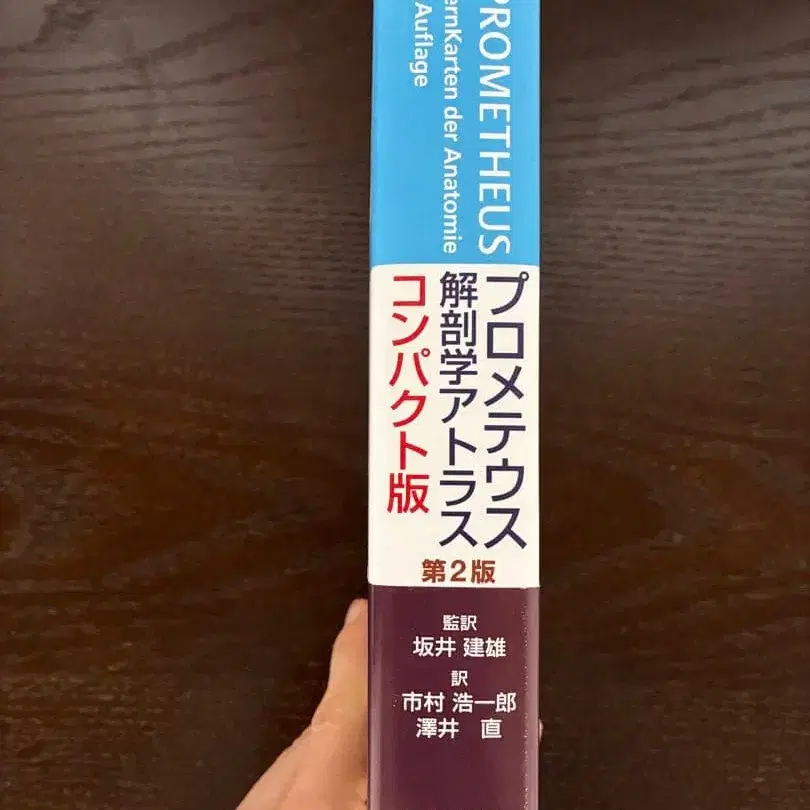 PROMETHEUS
ernKarten der Anatomie
Auflage
プロメテウス
解剖学アトラス
コンパクト版
第2版
監訳
坂井 建雄
訳
市村 浩一郎
澤井 直